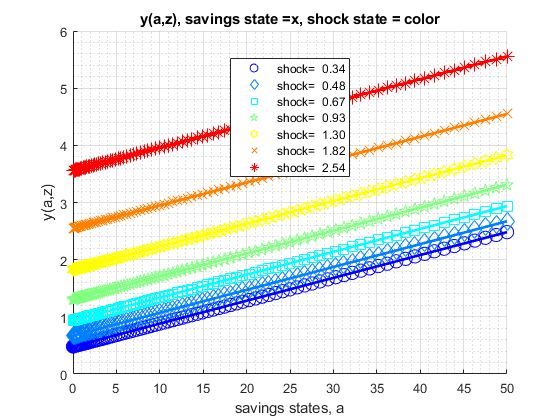 y(a,z), savings state =x, shock state = color
6
5
4
3
2
1
0
y(a,z)
shock= 0.34
shock= 0.48
shock= 0.67
shock= 0.93
shock= 1.30
shock= 1.82
shock= 2.54
0 5 10 15 20 25 30 35 40 45 50
savings states, a